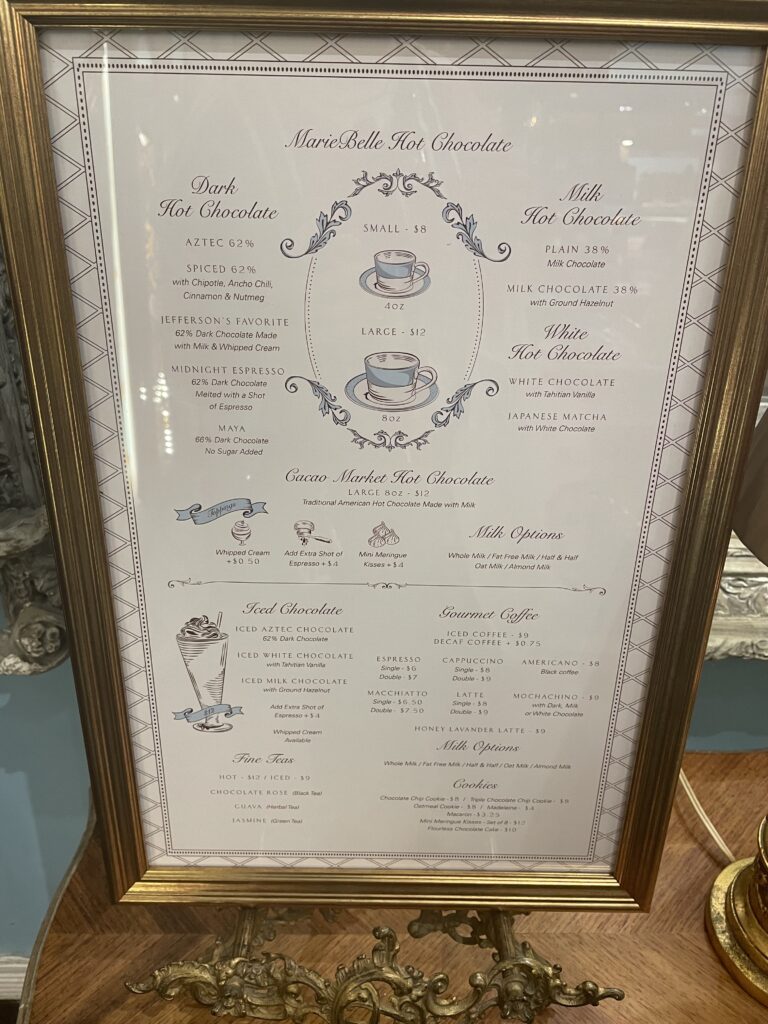 MarieBelle Hot Chocolate
Dark
Hot Chocolate
AZTEC 62%
SPICED 62%
with Chipotle, Ancho Chili,
Cinnamon & Nutmeg
JEFFERSON'S FAVORITE
62% Dark Chocolate Made
with Milk & Whipped Cream
MIDNIGHT ESPRESSO
62% Dark Chocolate
Melted with a Shot
of Espresso
MAYA
66% Dark Chocolate
No Sugar Added
SMALL - $8
4oz
LARGE - $12
8oz
Milk
Hot Chocolate
PLAIN 38%
Milk Chocolate
MILK CHOCOLATE 38%
with Ground Hazelnut
White
Hot Chocolate
WHITE CHOCOLATE
with Tahitian Vanilla
JAPANESE MATCHA
with White Chocolate
Cacao Market Hot Chocolate
LARGE 8oz - $12
Traditional American Hot Chocolate Made with Milk
Toppings
Whipped Cream
+$0.50
Add Extra Shot of
Espresso + $4
Mini Meringue
Kisses + $4
Milk Options
Whole Milk / Fat Free Milk / Half & Half
Oat Milk / Almond Milk
Iced Chocolate
ICED AZTEC CHOCOLATE
62% Dark Chocolate
ICED WHITE CHOCOLATE
with Tahitian Vanilla
ICED MILK CHOCOLATE
with Ground Hazelnut
Add Extra Shot of
Espresso + $4
Whipped Cream
Available
$12
Gourmet Coffee
ICED COFFEE - $9
DECAF COFFEE + $0.75
ESPRESSO
Single - $6
Double - $7
CAPPUCCINO
Single - $8
Double - $9
AMERICANO - $8
Black coffee
MACCHIATO
Single - $6.50
Double - $7.50
LATTE
Single - $8
Double - $9
MOCHACHINO - $9
with Dark, Milk
or White Chocolate
HONEY LAVANDER LATTE - $9
Milk Options
Whole Milk / Fat Free Milk / Half & Half / Oat Milk / Almond Milk
Fine Teas
HOT - $12 / ICED - $9
CHOCOLATE ROSE (Black Tea)
GUAVA (Herbal Tea)
JASMINE (Green Tea)
Cookies
Chocolate Chip Cookie - $8 / Triple Chocolate Chip Cookie - $8
Oatmeal Cookie - $8 / Madeleine - $4
Macaron - $3.25
Mini Meringue Kisses - Set of 8 - $12
Flourless Chocolate Cake - $10